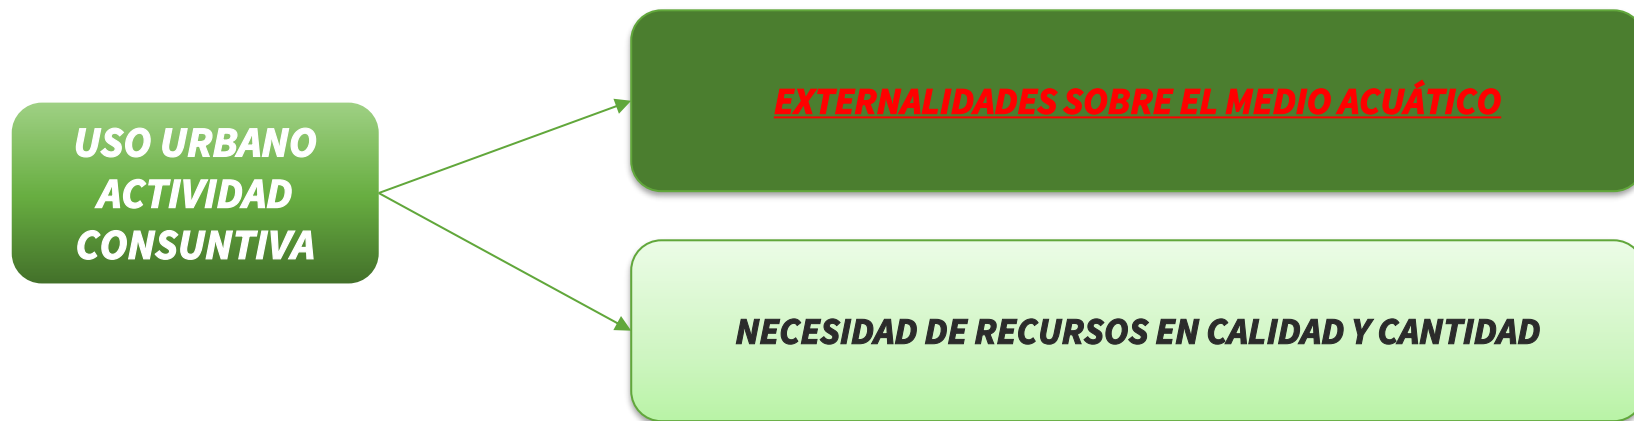 USO URBANO
ACTIVIDAD
CONSUNTIVA
EXTERNALIDADES SOBRE EL MEDIO ACUÁTICO
NECESIDAD DE RECURSOS EN CALIDAD Y CANTIDAD